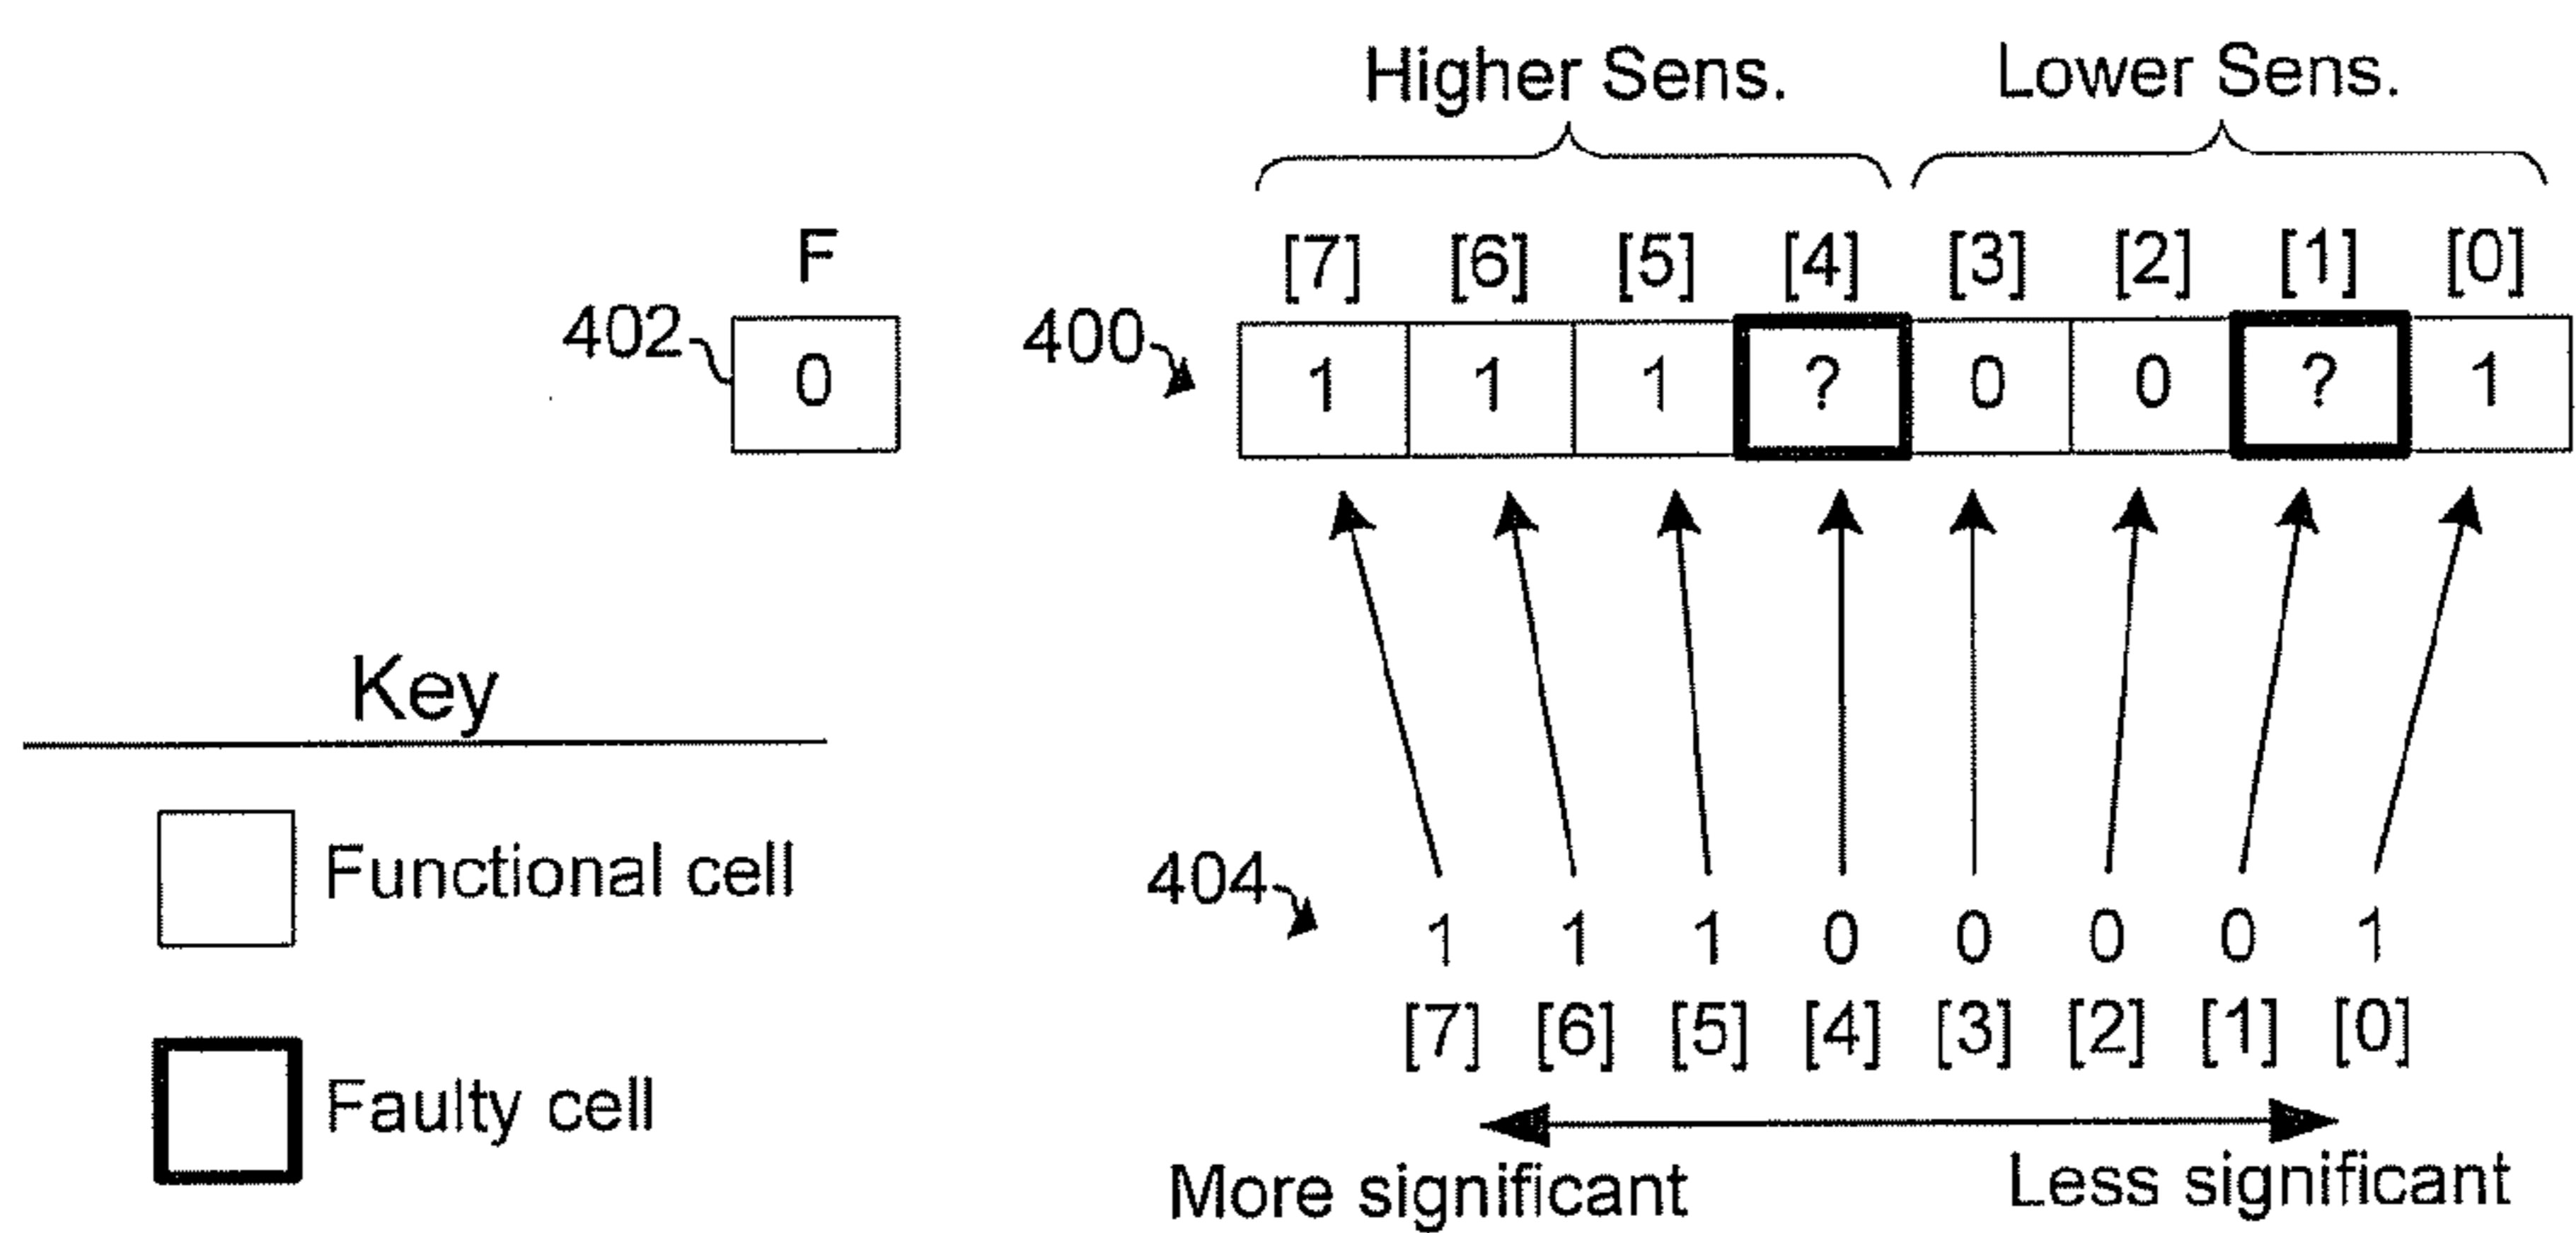 Higher Sens. Lower Sens.
F [7] [6] [5] [4] [3] [2] [1] [0]
402 0 400 1 1 1 ? 0 0 ? 1
Key
Functional cell
404 1 1 1 0 0 0 0 1
[7] [6] [5] [4] [3] [2] [1] [0]
Faulty cell
More significant Less significant